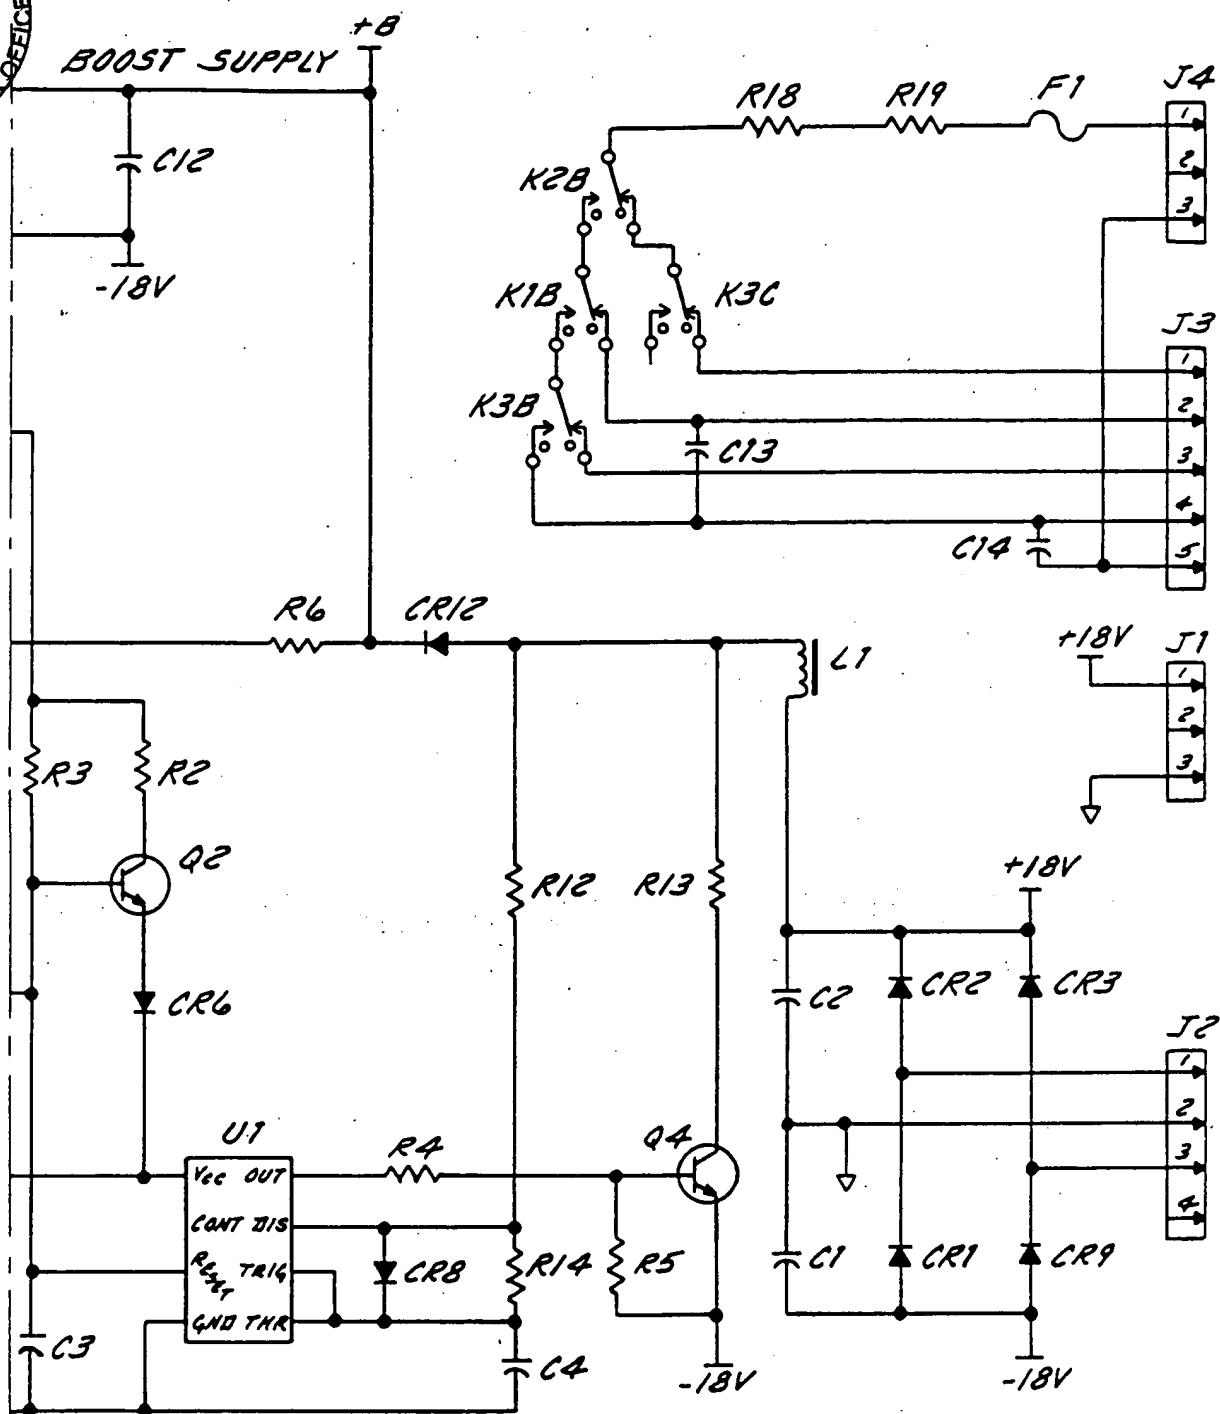 OFFICE
+B
BOOST SUPPLY
C12
-18V
R18
R19
F1
J4
1
2
3
K2B
K1B
K3C
K3B
C13
C14
J3
1
2
3
4
5
R6
CR12
L1
+18V
J1
1
2
3
R3
R2
Q2
R12
R13
CR6
+18V
C2
CR2
CR3
J2
1
2
3
4
U1
VCC OUT
CONT DIS
RESET TRIG
GND THR
R4
Q4
CR8
R14
R5
C1
CR1
CR9
C3
C4
-18V
-18V